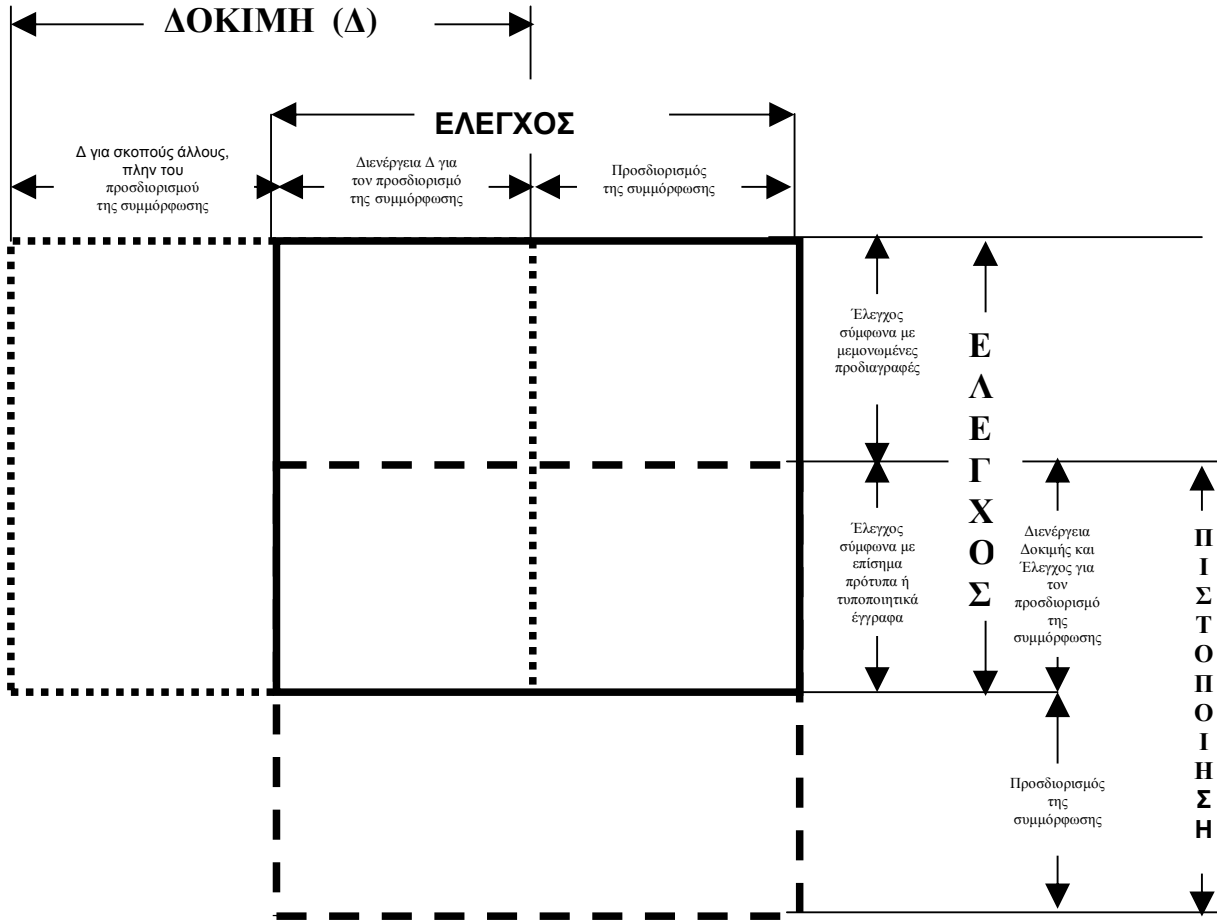 ΔΟΚΙΜΗ (Δ)
ΕΛΕΓΧΟΣ
Δ για σκοπούς άλλους,
πλην του
προσδιορισμού
της συμμόρφωσης
Διενέργεια Δ για
τον προσδιορισμό
της συμμόρφωσης
Προσδιορισμός
της συμμόρφωσης
Έλεγχος
σύμφωνα με
μεμονωμένες
προδιαγραφές
Ε
Λ
Ε
Γ
Χ
Ο
Σ
Έλεγχος
σύμφωνα με
επίσημα
πρότυπα ή
τυποποιητικά
έγγραφα
Διενέργεια
Δοκιμής και
Έλεγχος για
τον
προσδιορισμό
της
συμμόρφωσης
Π
Ι
Σ
Τ
Ο
Π
Ο
Ι
Η
Σ
Η
Προσδιορισμός
της
συμμόρφωσης